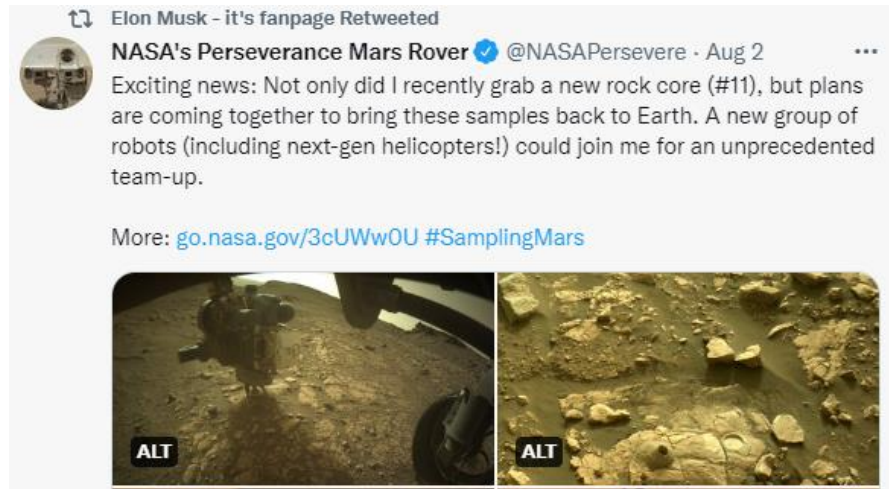 Elon Musk - it's fanpage Retweeted
NASA's Perseverance Mars Rover @NASAPersevere · Aug 2
Exciting news: Not only did I recently grab a new rock core (#11), but plans
are coming together to bring these samples back to Earth. A new group of
robots (including next-gen helicopters!) could join me for an unprecedented
team-up.
More: go.nasa.gov/3cUWw0U #SamplingMars
ALT
ALT